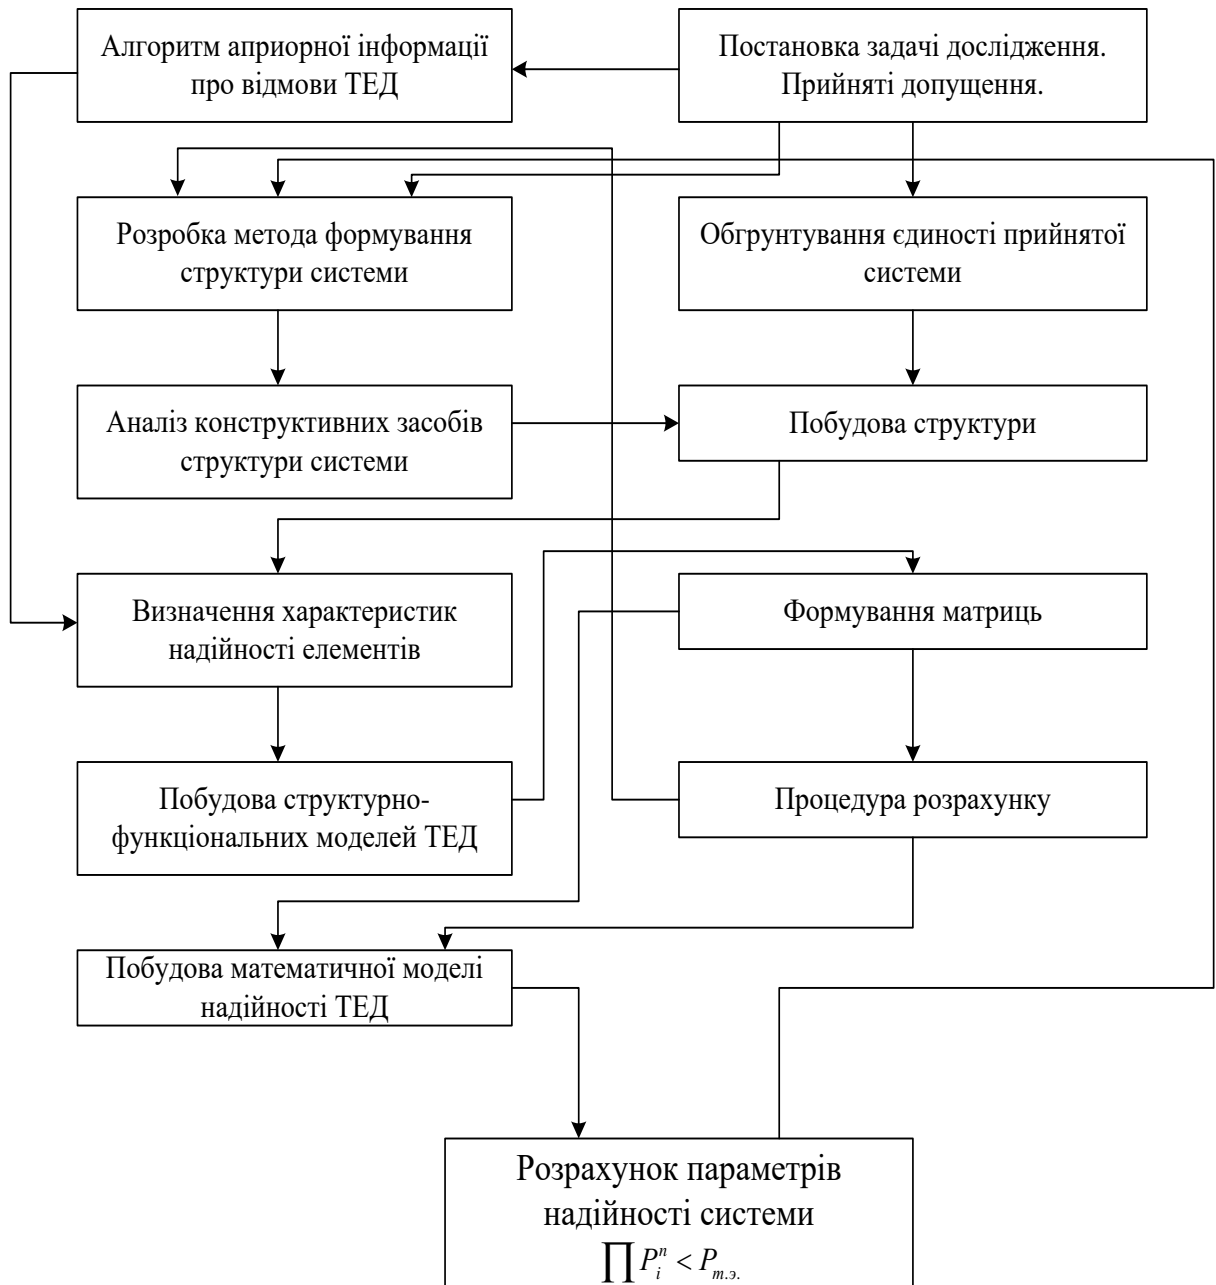 Алгоритм априорної інформації
про відмови ТЕД
Постановка задачі дослідження.
Прийняті допущення.
Розробка метода формування
структури системи
Обгрунтування єдиності прийнятої
системи
Аналіз конструктивних засобів
структури системи
Побудова структури
Визначення характеристик
надійності елементів
Формування матриць
Побудова структурно-
функціональних моделей ТЕД
Процедура розрахунку
Побудова математичної моделі
надійності ТЕД
Розрахунок параметрів
надійності системи
∏ P_i^n < P_т.э.